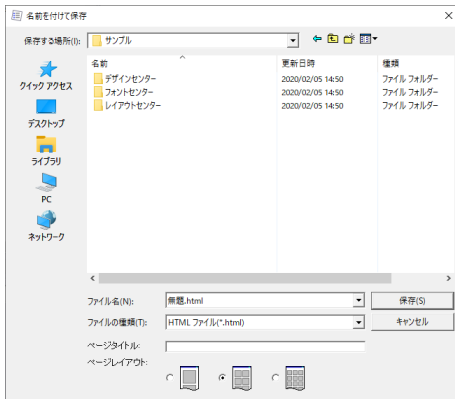 名前を付けて保存
保存する場所(I):
サンプル
クイック アクセス
デスクトップ
ライブラリ
PC
ネットワーク
名前 更新日時 種類
デザインセンター 2020/02/05 14:50 ファイル フォルダー
フォントセンター 2020/02/05 14:50 ファイル フォルダー
レイアウトセンター 2020/02/05 14:50 ファイル フォルダー
ファイル名(N): 無題.html 保存(S)
ファイルの種類(T): HTML ファイル(*.html) キャンセル
ページタイトル:
ページレイアウト: